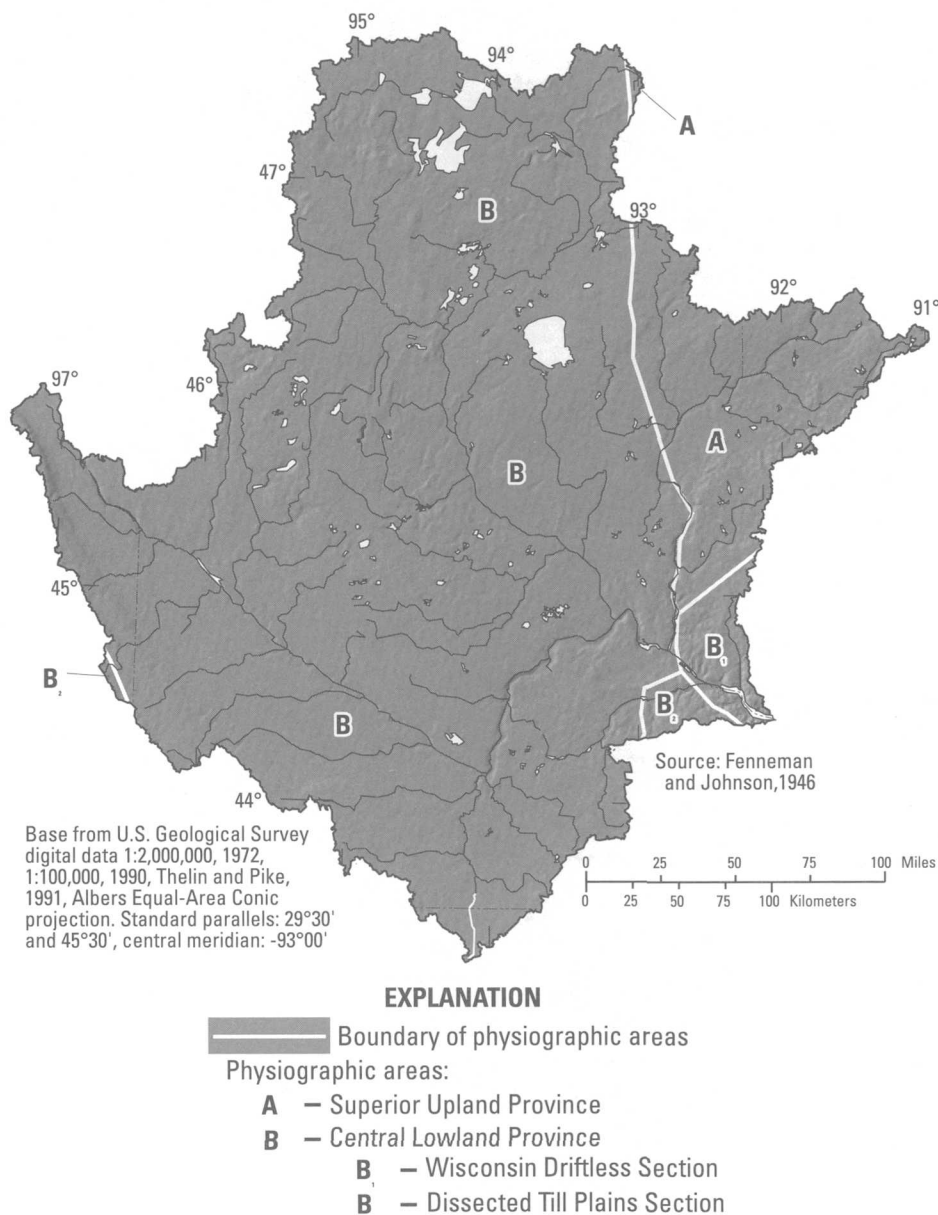 95°
94°
A
47°
B
93°
92°
91°
97°
46°
A
B
45°
B₁
B₂
B₂
B
Source: Fenneman
and Johnson,1946
44°
Base from U.S. Geological Survey
digital data 1:2,000,000, 1972,
1:100,000, 1990, Thelin and Pike,
1991, Albers Equal-Area Conic
projection. Standard parallels: 29°30'
and 45°30', central meridian: -93°00'
0 25 50 75 100 Miles
0 25 50 75 100 Kilometers
EXPLANATION
Boundary of physiographic areas
Physiographic areas:
A – Superior Upland Province
B – Central Lowland Province
B₁ – Wisconsin Driftless Section
B – Dissected Till Plains Section